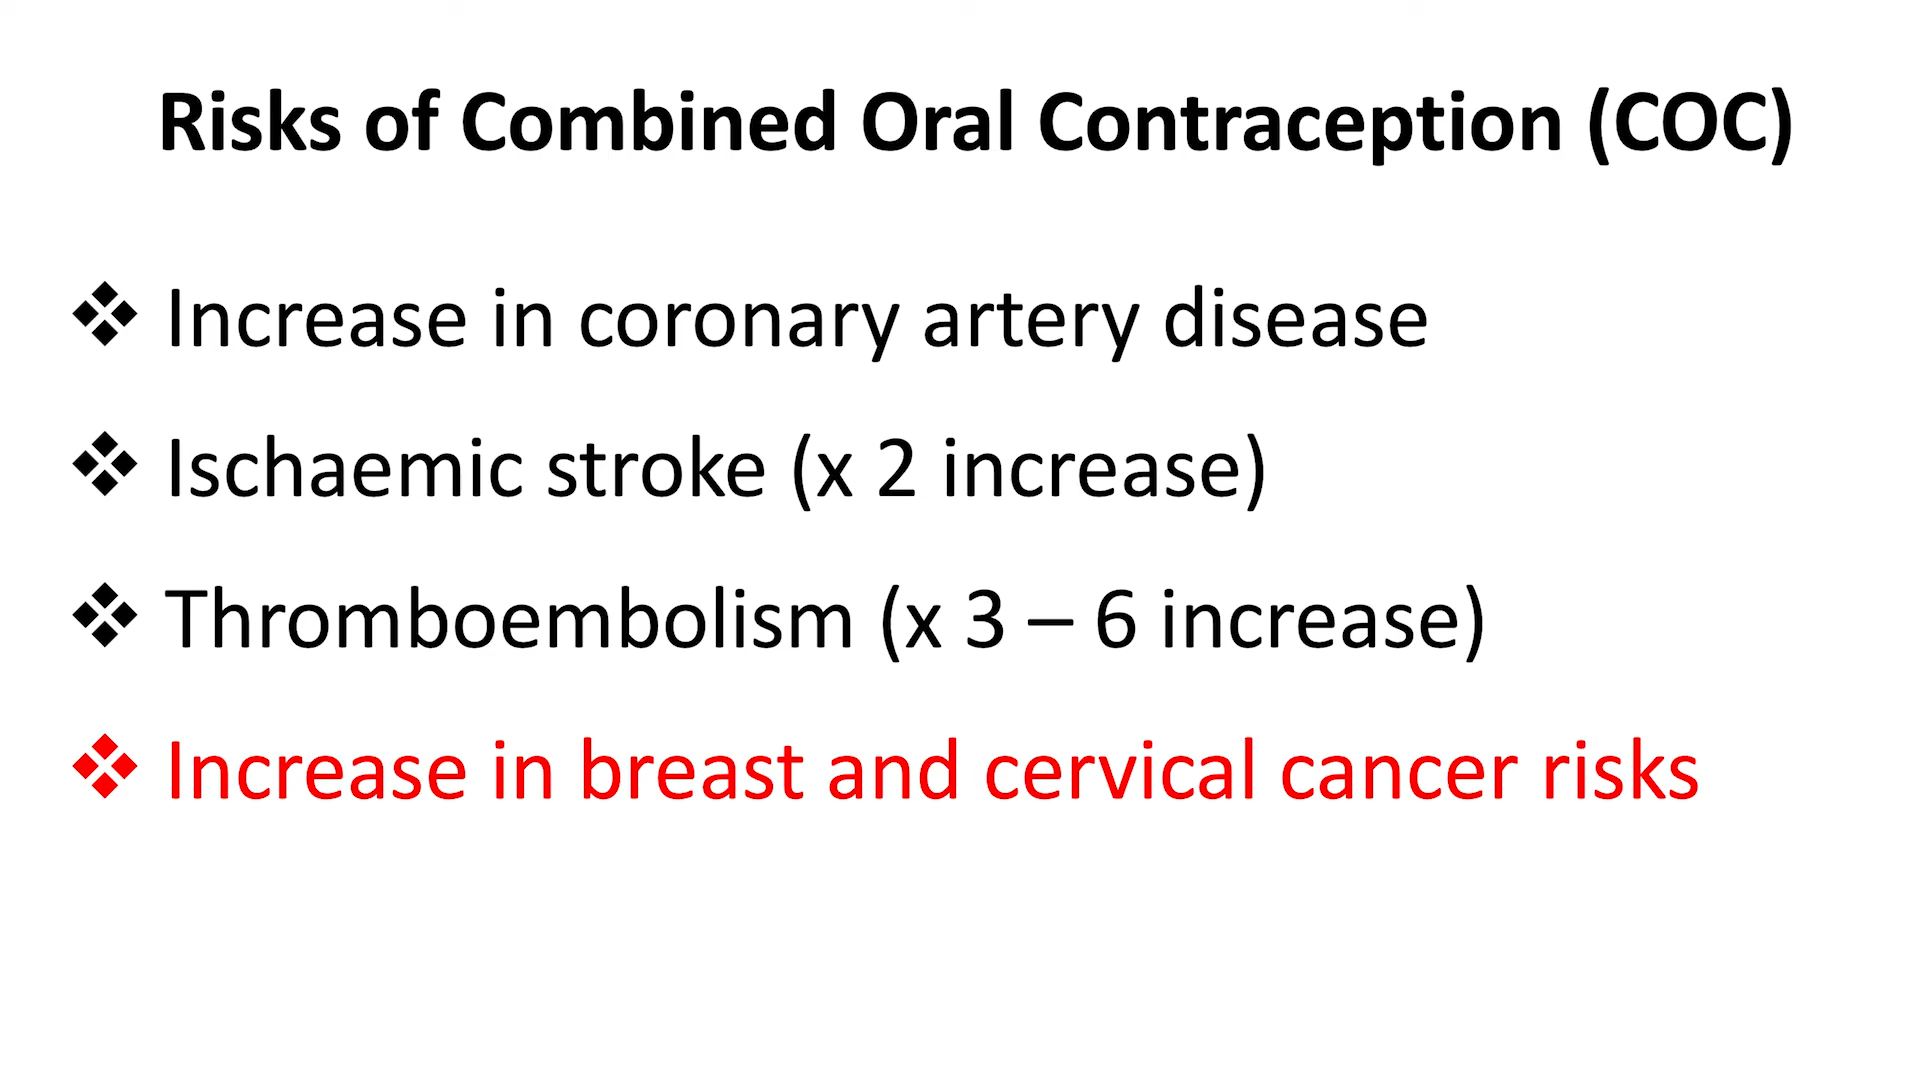 Risks of Combined Oral Contraception (COC)
❖ Increase in coronary artery disease
❖ Ischaemic stroke (x 2 increase)
❖ Thromboembolism (x 3 – 6 increase)
❖ Increase in breast and cervical cancer risks